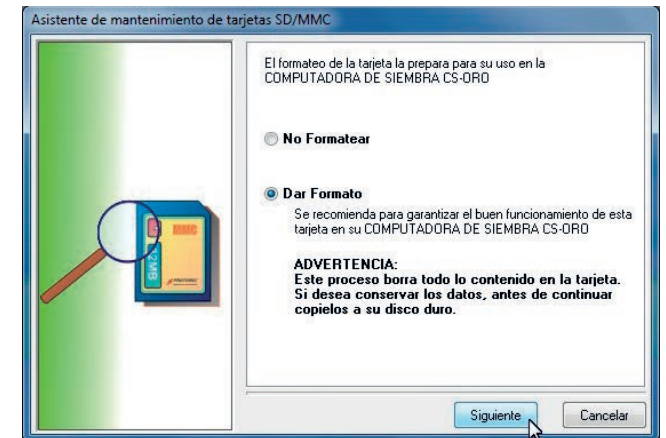 Asistente de mantenimiento de tarjetas SD/MMC
El formateo de la tarjeta la prepara para su uso en la
COMPUTADORA DE SIEMBRA CS-ORO
No Formatear
Dar Formato
Se recomienda para garantizar el buen funcionamiento de esta
tarjeta en su COMPUTADORA DE SIEMBRA CS-ORO
ADVERTENCIA:
Este proceso borra todo lo contenido en la tarjeta.
Si desea conservar los datos, antes de continuar
copielos a su disco duro.
MMC
32MB
Siguiente
Cancelar